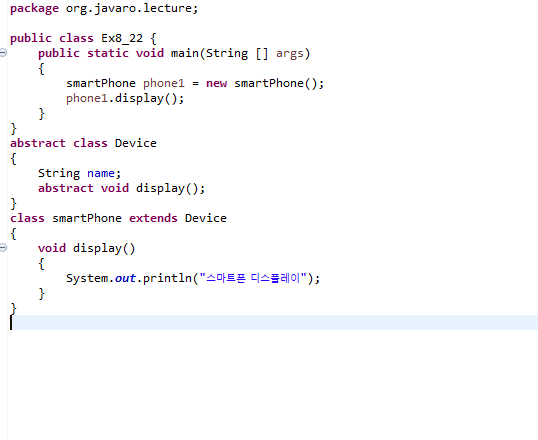 package org.javaro.lecture;
public class Ex8_22 {
public static void main(String [] args)
{
smartPhone phone1 = new smartPhone();
phone1.display();
}
}
abstract class Device
{
String name;
abstract void display();
}
class smartPhone extends Device
{
void display()
{
System.out.println("스마트폰 디스플레이");
}
}